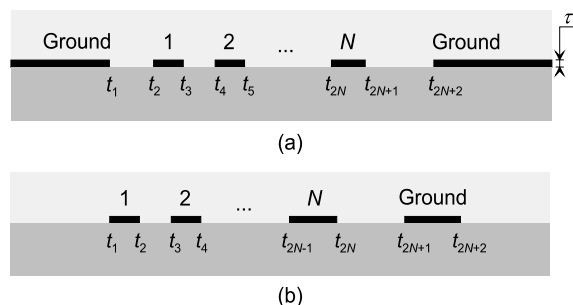 Ground 1 2 ... N Ground τ
t1 t2 t3 t4 t5 t2N t2N+1 t2N+2
(a)
1 2 ... N Ground
t1 t2 t3 t4 t2N-1 t2N t2N+1 t2N+2
(b)